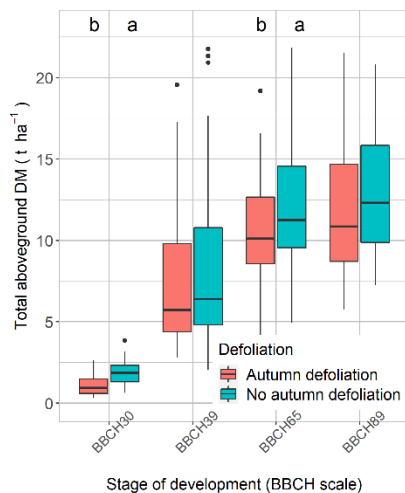 b a b a
Total aboveground DM ( t ha⁻¹)
20
15
10
5
0
Defoliation
Autumn defoliation
No autumn defoliation
BBCH30
BBCH39
BBCH65
BBCH89
Stage of development (BBCH scale)